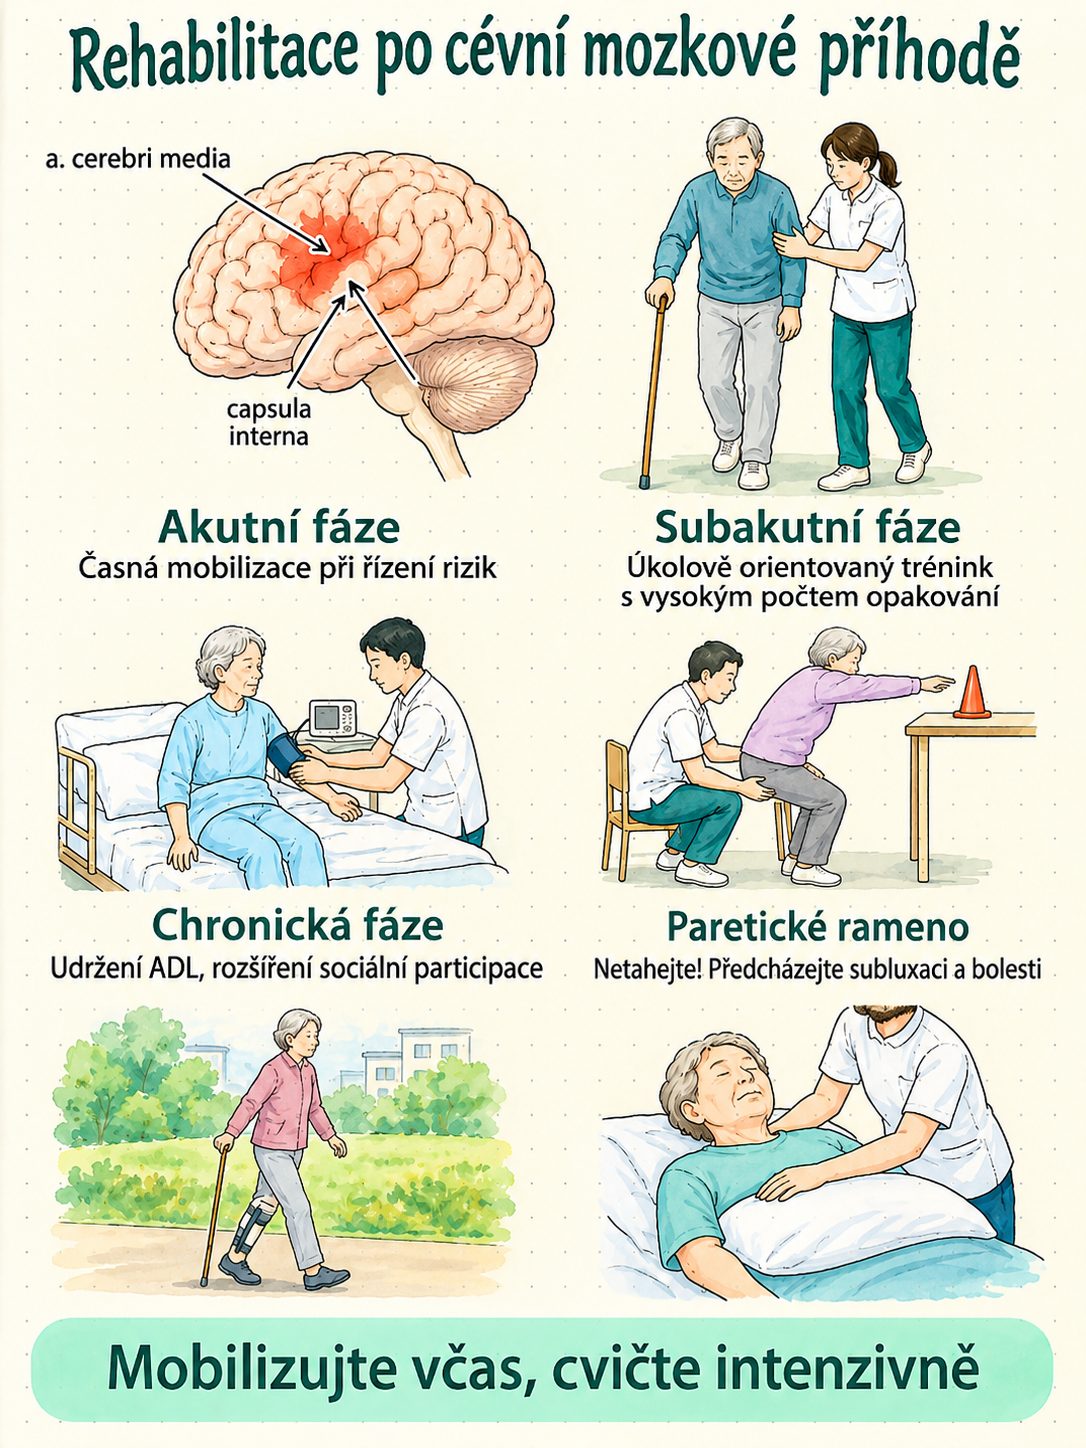 Rehabilitace po cévní mozkové příhodě
a. cerebri media
capsula
interna
Akutní fáze
Časná mobilizace při řízení rizik
Subakutní fáze
Úkolově orientovaný trénink
s vysokým počtem opakování
Chronická fáze
Udržení ADL, rozšíření sociální participace
Paretické rameno
Netahejte! Předcházejte subluxaci a bolesti
Mobilizujte včas, cvičte intenzivně